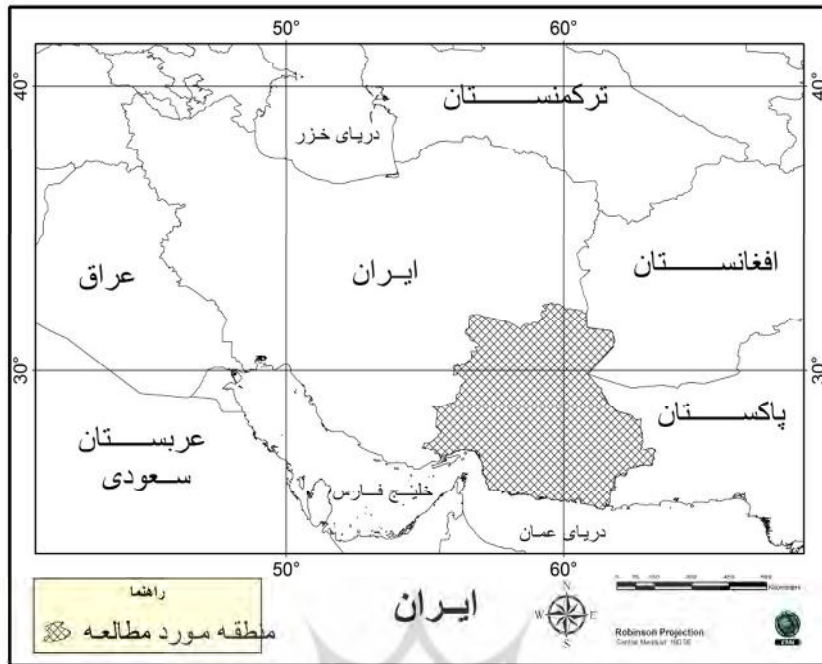 50°
60°
40°
ترکمنستان
40°
دریای خزر
افغانستان
ایران
عراق
30°
30°
پاکستان
عربستان
سعودی
خلیج فارس
دریای عمان
50°
60°
راهنما
منطقه مورد مطالعه
ایران
N
W
E
S
Robinson Projection